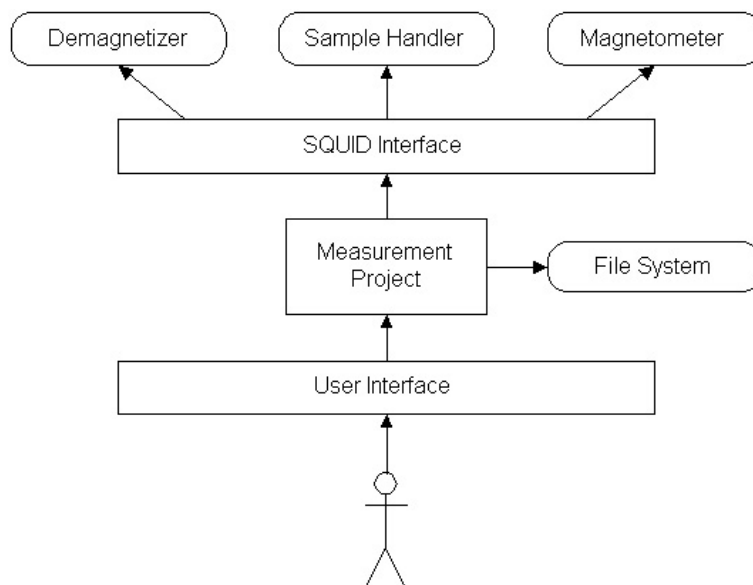 Demagnetizer
Sample Handler
Magnetometer
SQUID Interface
Measurement
Project
File System
User Interface